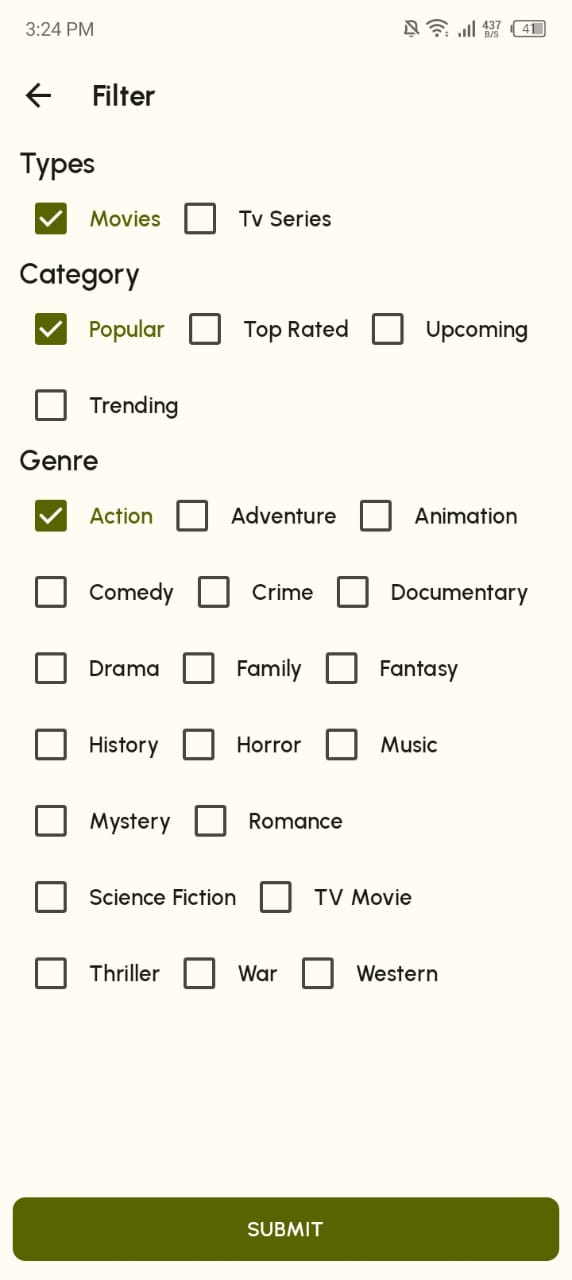 3:24 PM 437 B/S 41
Filter
Types
Movies Tv Series
Category
Popular Top Rated Upcoming
Trending
Genre
Action Adventure Animation
Comedy Crime Documentary
Drama Family Fantasy
History Horror Music
Mystery Romance
Science Fiction TV Movie
Thriller War Western
SUBMIT